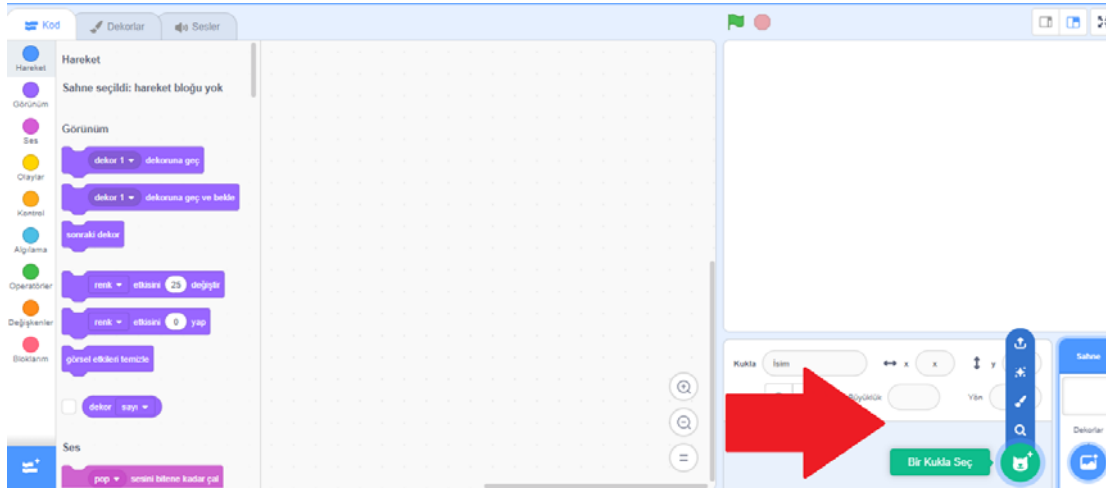 Kod
Dekorlar
Sesler
Hareket
Görünüm
Ses
Olaylar
Kontrol
Algılama
Operatörler
Değişkenler
Bloklarım
Hareket
Sahne seçildi: hareket bloğu yok
Görünüm
dekor 1 dekoruna geç
dekor 1 dekoruna geç ve bekle
sonraki dekor
renk etkisini 25 değiştir
renk etkisini 0 yap
görsel etkileri temizle
dekor sayı
Ses
pop sesini bitene kadar çal
Kukla İsim x x y
Büyüklük Yön
Bir Kukla Seç
Sahne
Dekorlar